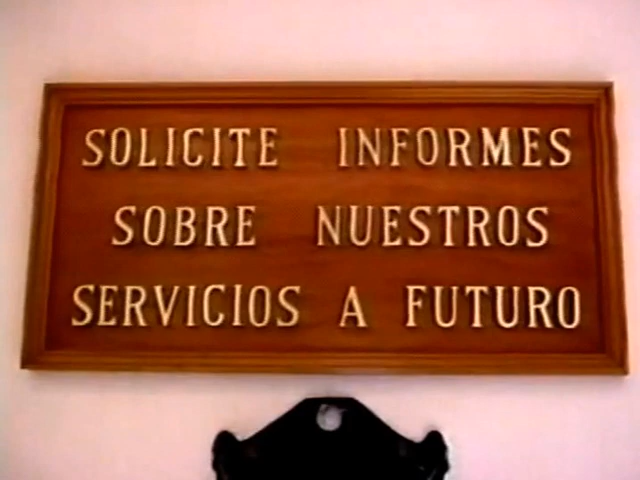 SOLICITE INFORMES
SOBRE NUESTROS
SERVICIOS A FUTURO